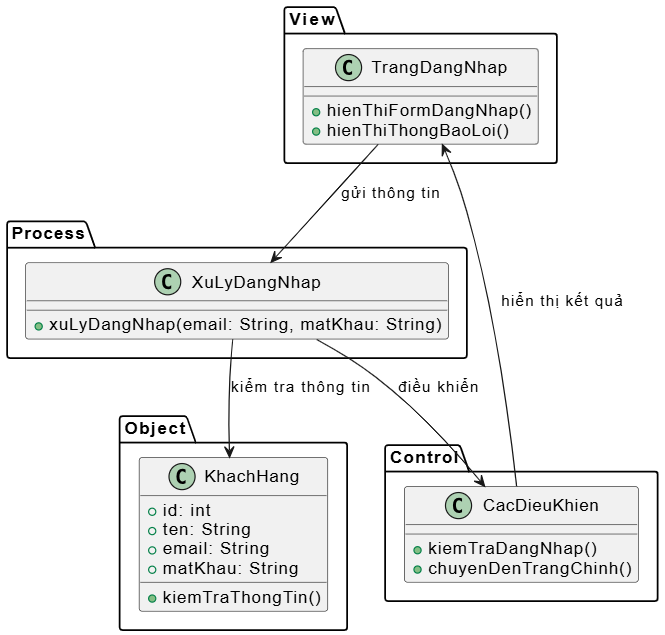 View
C TrangDangNhap
hienThiFormDangNhap()
hienThiThongBaoLoi()
gửi thông tin
Process
C XuLyDangNhap
xuLyDangNhap(email: String, matKhau: String)
hiển thị kết quả
kiểm tra thông tin
điều khiển
Object
C KhachHang
id: int
ten: String
email: String
matKhau: String
kiemTraThongTin()
Control
C CacDieuKhien
kiemTraDangNhap()
chuyenDenTrangChinh()